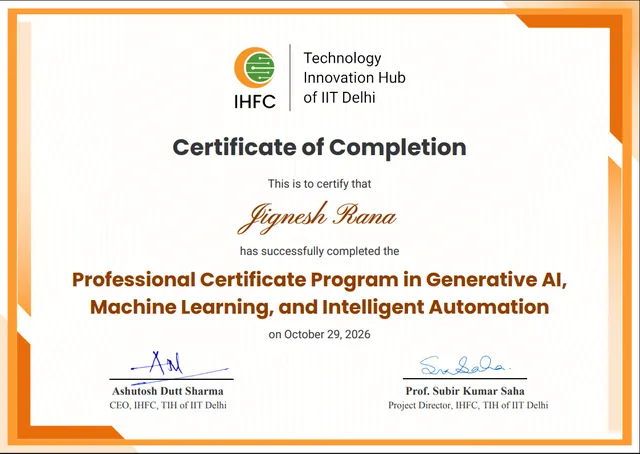 IHFC
Technology
Innovation Hub
of IIT Delhi
Certificate of Completion
This is to certify that
Jignesh Rana
has successfully completed the
Professional Certificate Program in Generative AI,
Machine Learning, and Intelligent Automation
on October 29, 2026
Ashutosh Dutt Sharma
CEO, IHFC, TIH of IIT Delhi
Subir Saha
Prof. Subir Kumar Saha
Project Director, IHFC, TIH of IIT Delhi